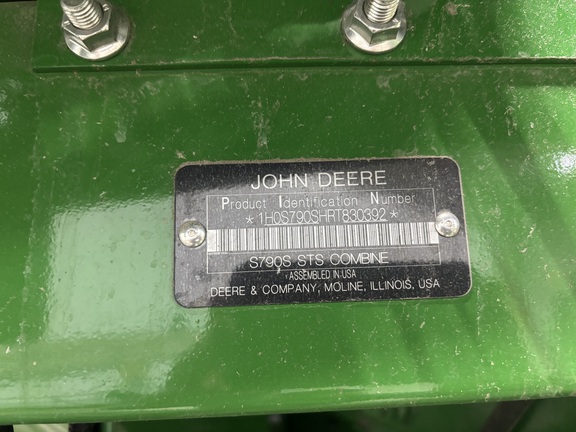 JOHN DEERE
Product Identification Number
*1H0S790SHRT830392*
S790S STS COMBINE
ASSEMBLED IN USA
DEERE & COMPANY, MOLINE, ILLINOIS, USA